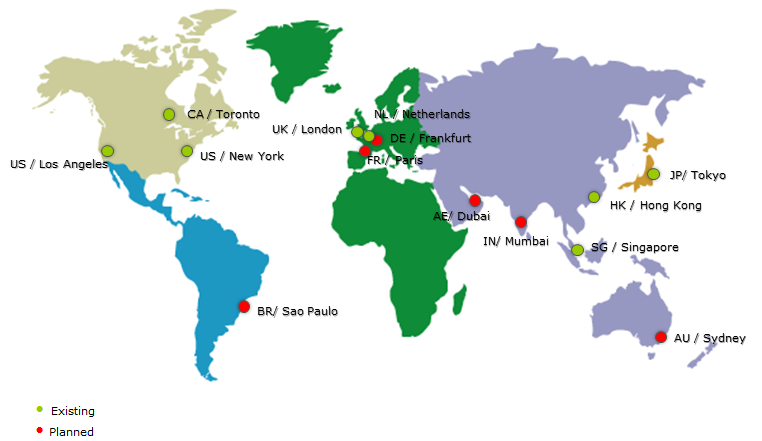 NL / Netherlands
CA / Toronto
UK / London
DE / Frankfurt
US / Los Angeles
US / New York
FR / Paris
JP/ Tokyo
HK / Hong Kong
AE/ Dubai
IN/ Mumbai
SG / Singapore
BR/ Sao Paulo
AU / Sydney
Existing
Planned